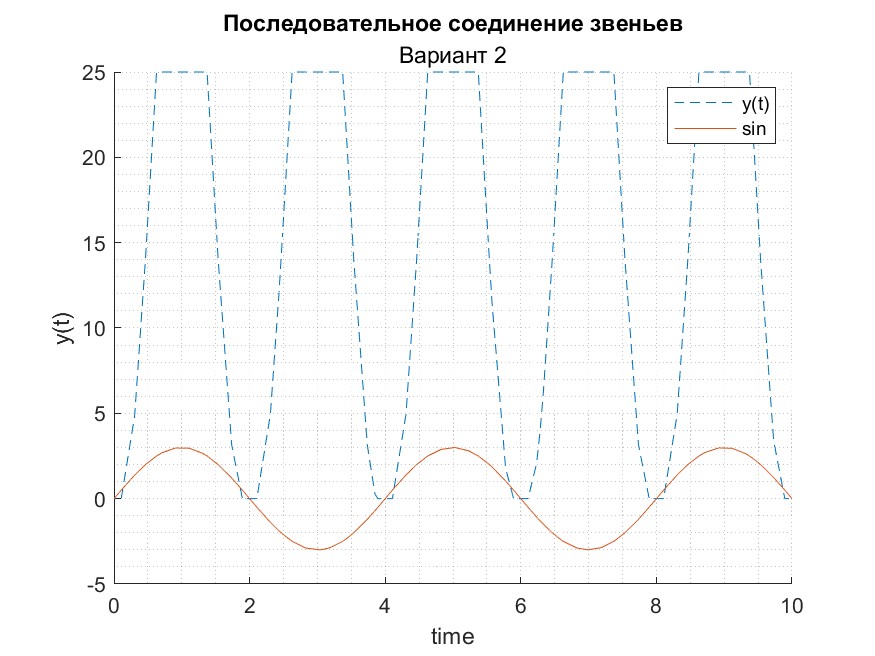 Последовательное соединение звеньев
Вариант 2
25
20
15
10
5
0
-5
y(t)
y(t)
sin
0 2 4 6 8 10
time